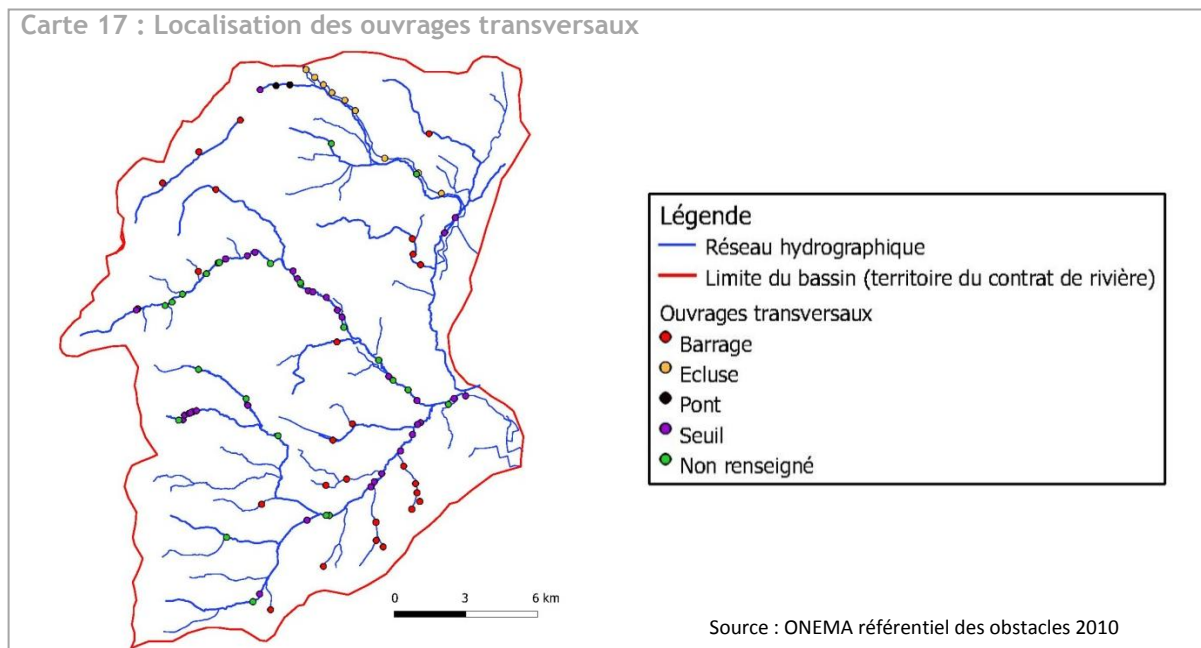 Carte 17 : Localisation des ouvrages transversaux
Légende
Réseau hydrographique
Limite du bassin (territoire du contrat de rivière)
Ouvrages transversaux
Barrage
Ecluse
Pont
Seuil
Non renseigné
0 3 6 km
Source : ONEMA référentiel des obstacles 2010